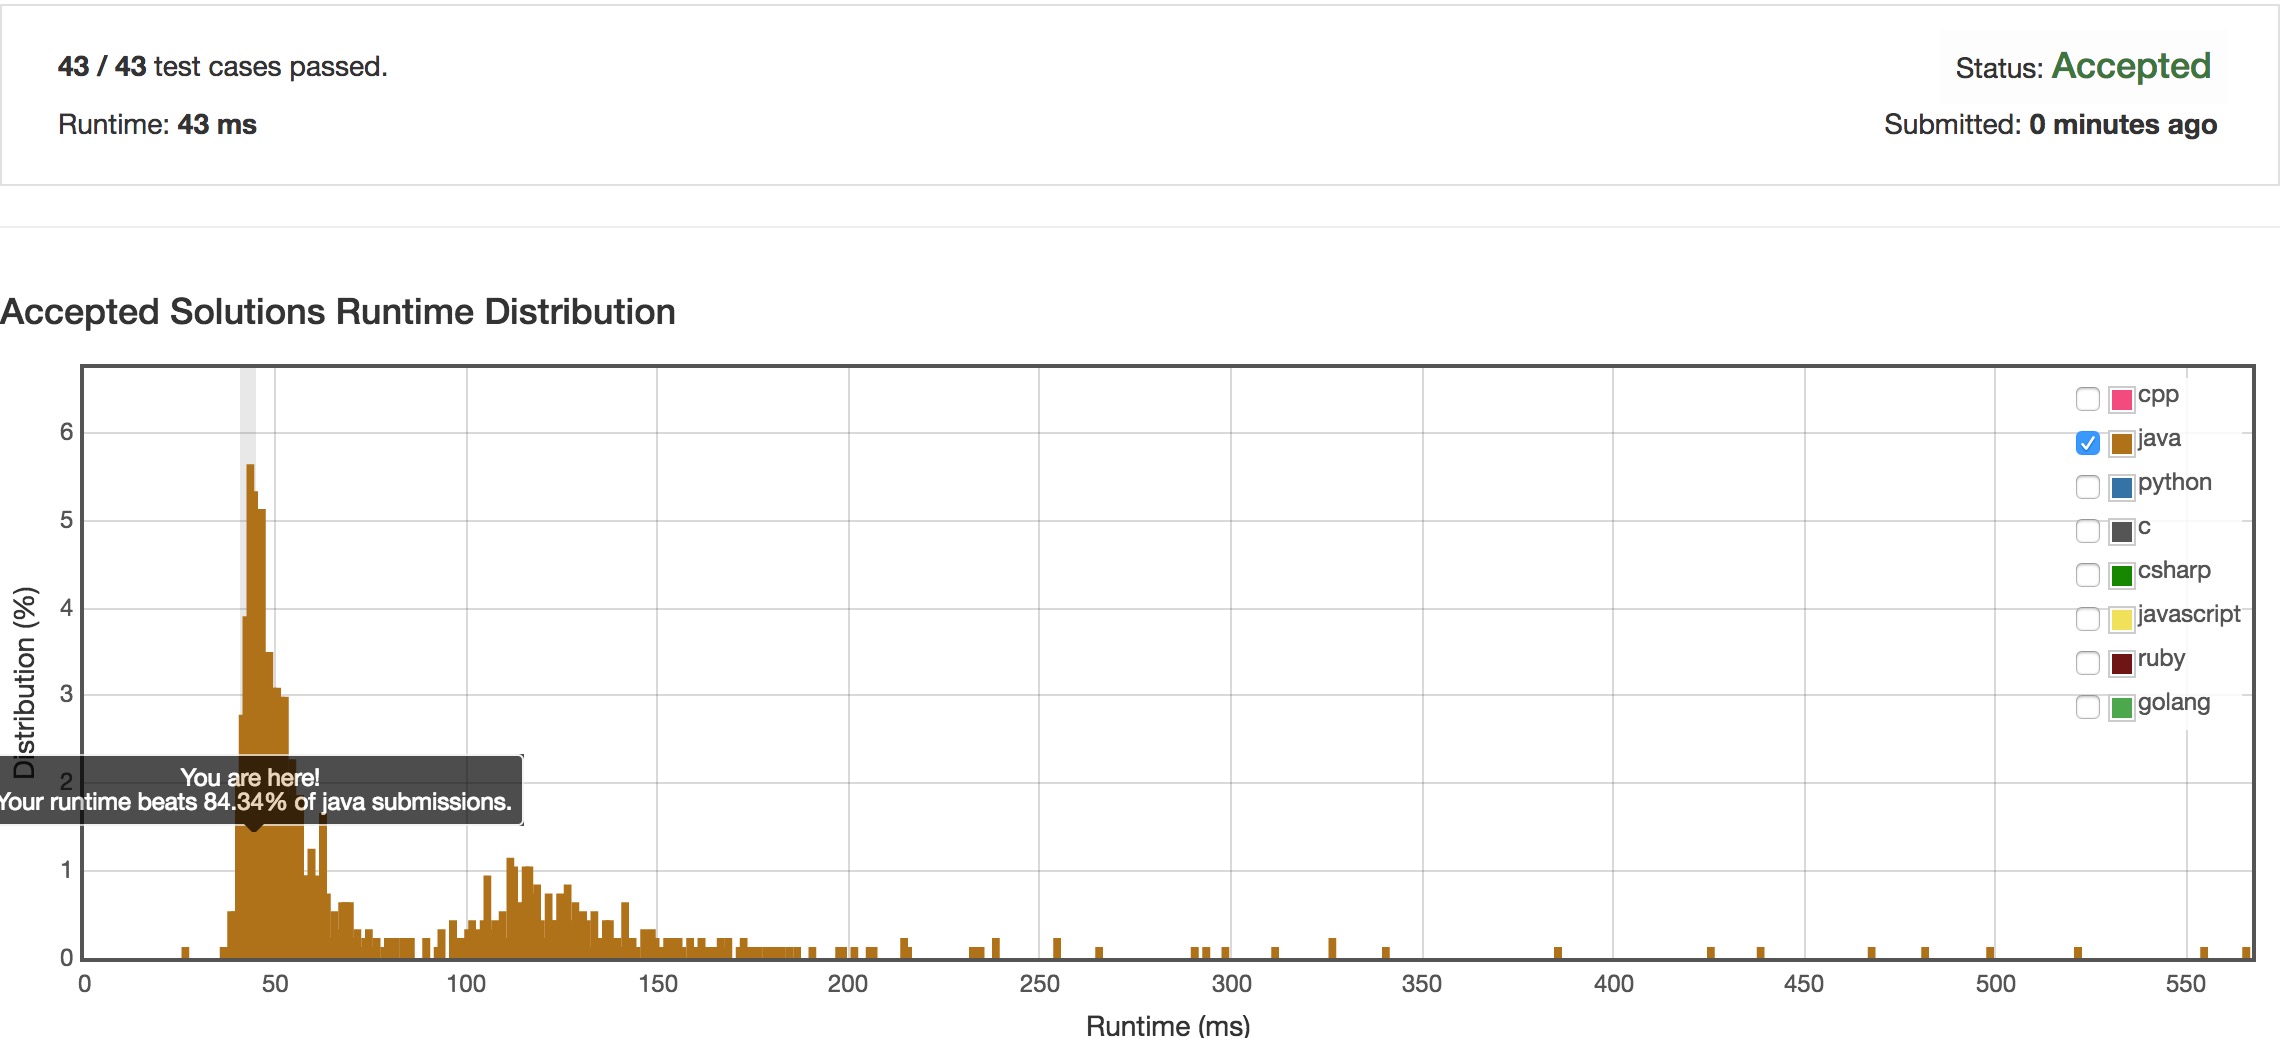 43 / 43 test cases passed.
Status: Accepted
Runtime: 43 ms
Submitted: 0 minutes ago
Accepted Solutions Runtime Distribution
cpp
java
python
c
csharp
javascript
ruby
golang
6
5
4
3
2
1
0
Distribution (%)
You are here!
Your runtime beats 84.34% of java submissions.
0 50 100 150 200 250 300 350 400 450 500 550
Runtime (ms)